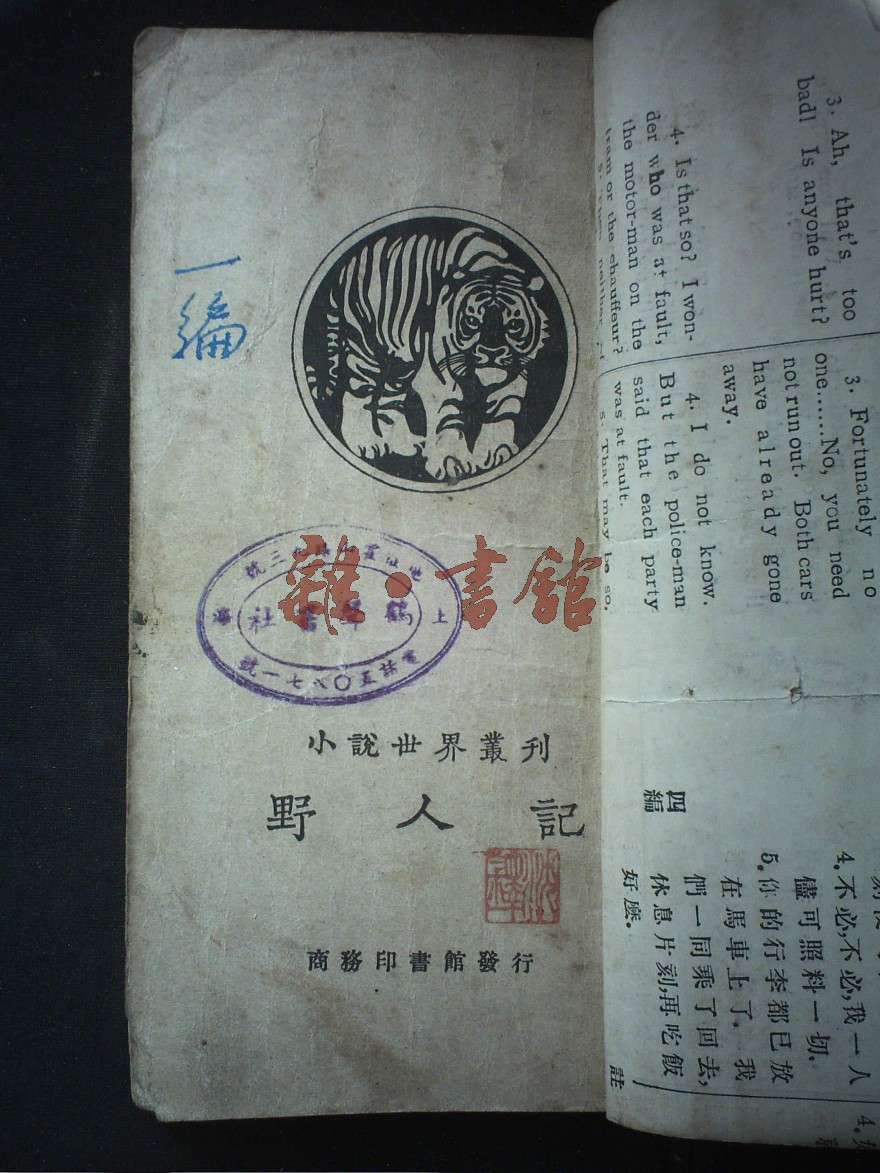 一編
上海
書社
小說世界叢刊
野人記
商務印書館發行
雜·書館
3. Ah, that's too
bad! Is anyone hurt?
4. Is that so? I won-
der who was at fault,
the motor-man on the
tram or the chauffeur?
3. Fortunately no
one......No, you need
not run out. Both cars
have already gone
away.
4. I do not know.
But the police-man
said that each party
was at fault.
5. That may be so,
四編
4.不必,不必,我一人
儘可照料一切.
5.你的行李都已放
在馬車上了.我
們一同乘了回去,
休息片刻,再吃飯
好麼.
註